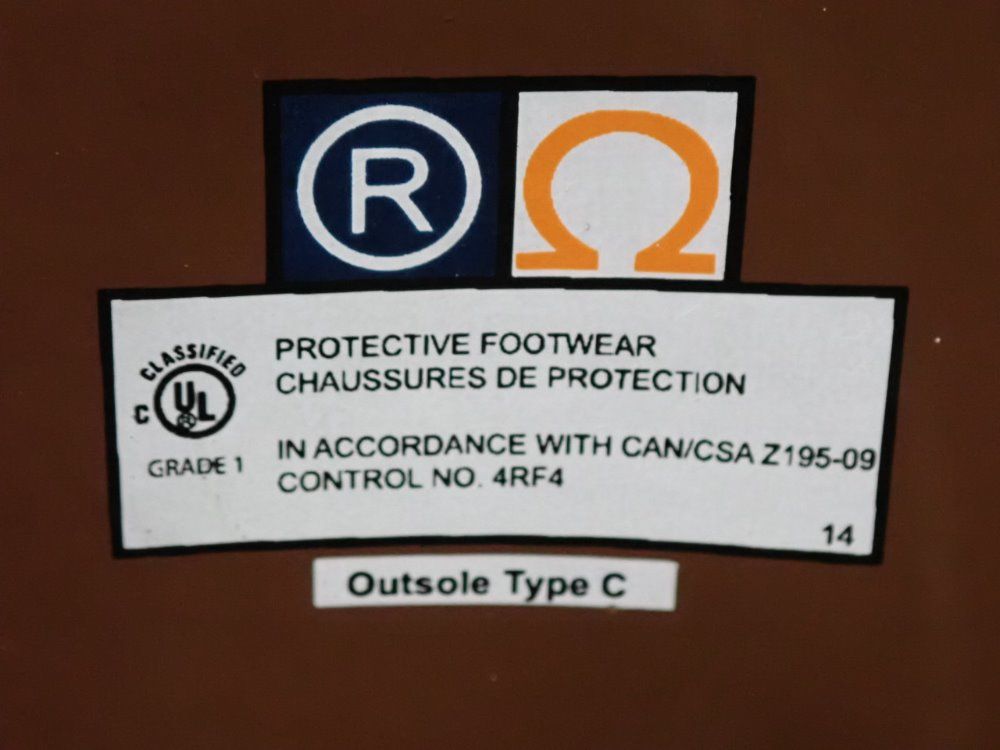 ® Ω
CLASSIFIED
C UL
GRADE 1
PROTECTIVE FOOTWEAR
CHAUSSURES DE PROTECTION
IN ACCORDANCE WITH CAN/CSA Z195-09
CONTROL NO. 4RF4
14
Outsole Type C